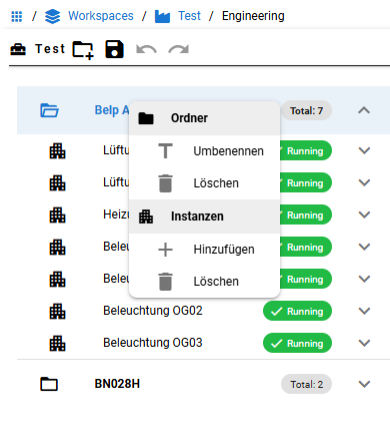 / Workspaces / Test / Engineering
Test
Belp A Total: 7
Ordner
Umbenennen
Löschen
Instanzen
Hinzufügen
Löschen
Lüftu Running
Lüftu Running
Heiz Running
Beleu Running
Beleu Running
Beleuchtung OG02 Running
Beleuchtung OG03 Running
BN028H Total: 2